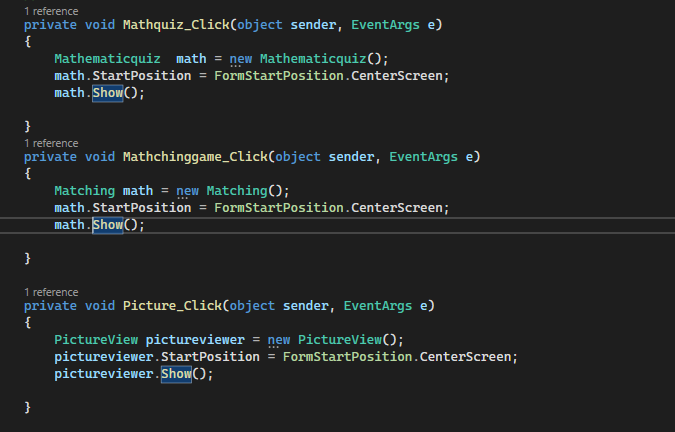 1 reference
private void Mathquiz_Click(object sender, EventArgs e)
{
    Mathematicquiz  math = new Mathematicquiz();
    math.StartPosition = FormStartPosition.CenterScreen;
    math.Show();
}
1 reference
private void Mathchinggame_Click(object sender, EventArgs e)
{
    Matching math = new Matching();
    math.StartPosition = FormStartPosition.CenterScreen;
    math.Show();
}
1 reference
private void Picture_Click(object sender, EventArgs e)
{
    PictureView pictureviewer = new PictureView();
    pictureviewer.StartPosition = FormStartPosition.CenterScreen;
    pictureviewer.Show();
}